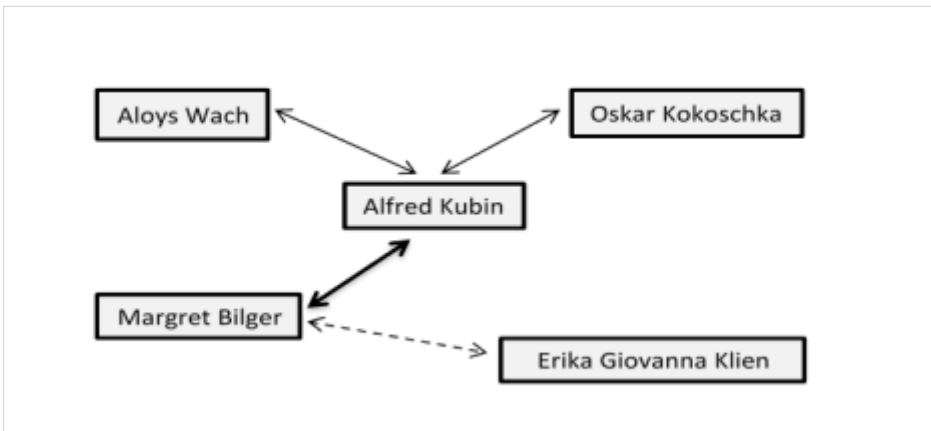 Aloys Wach
Oskar Kokoschka
Alfred Kubin
Margret Bilger
Erika Giovanna Klien